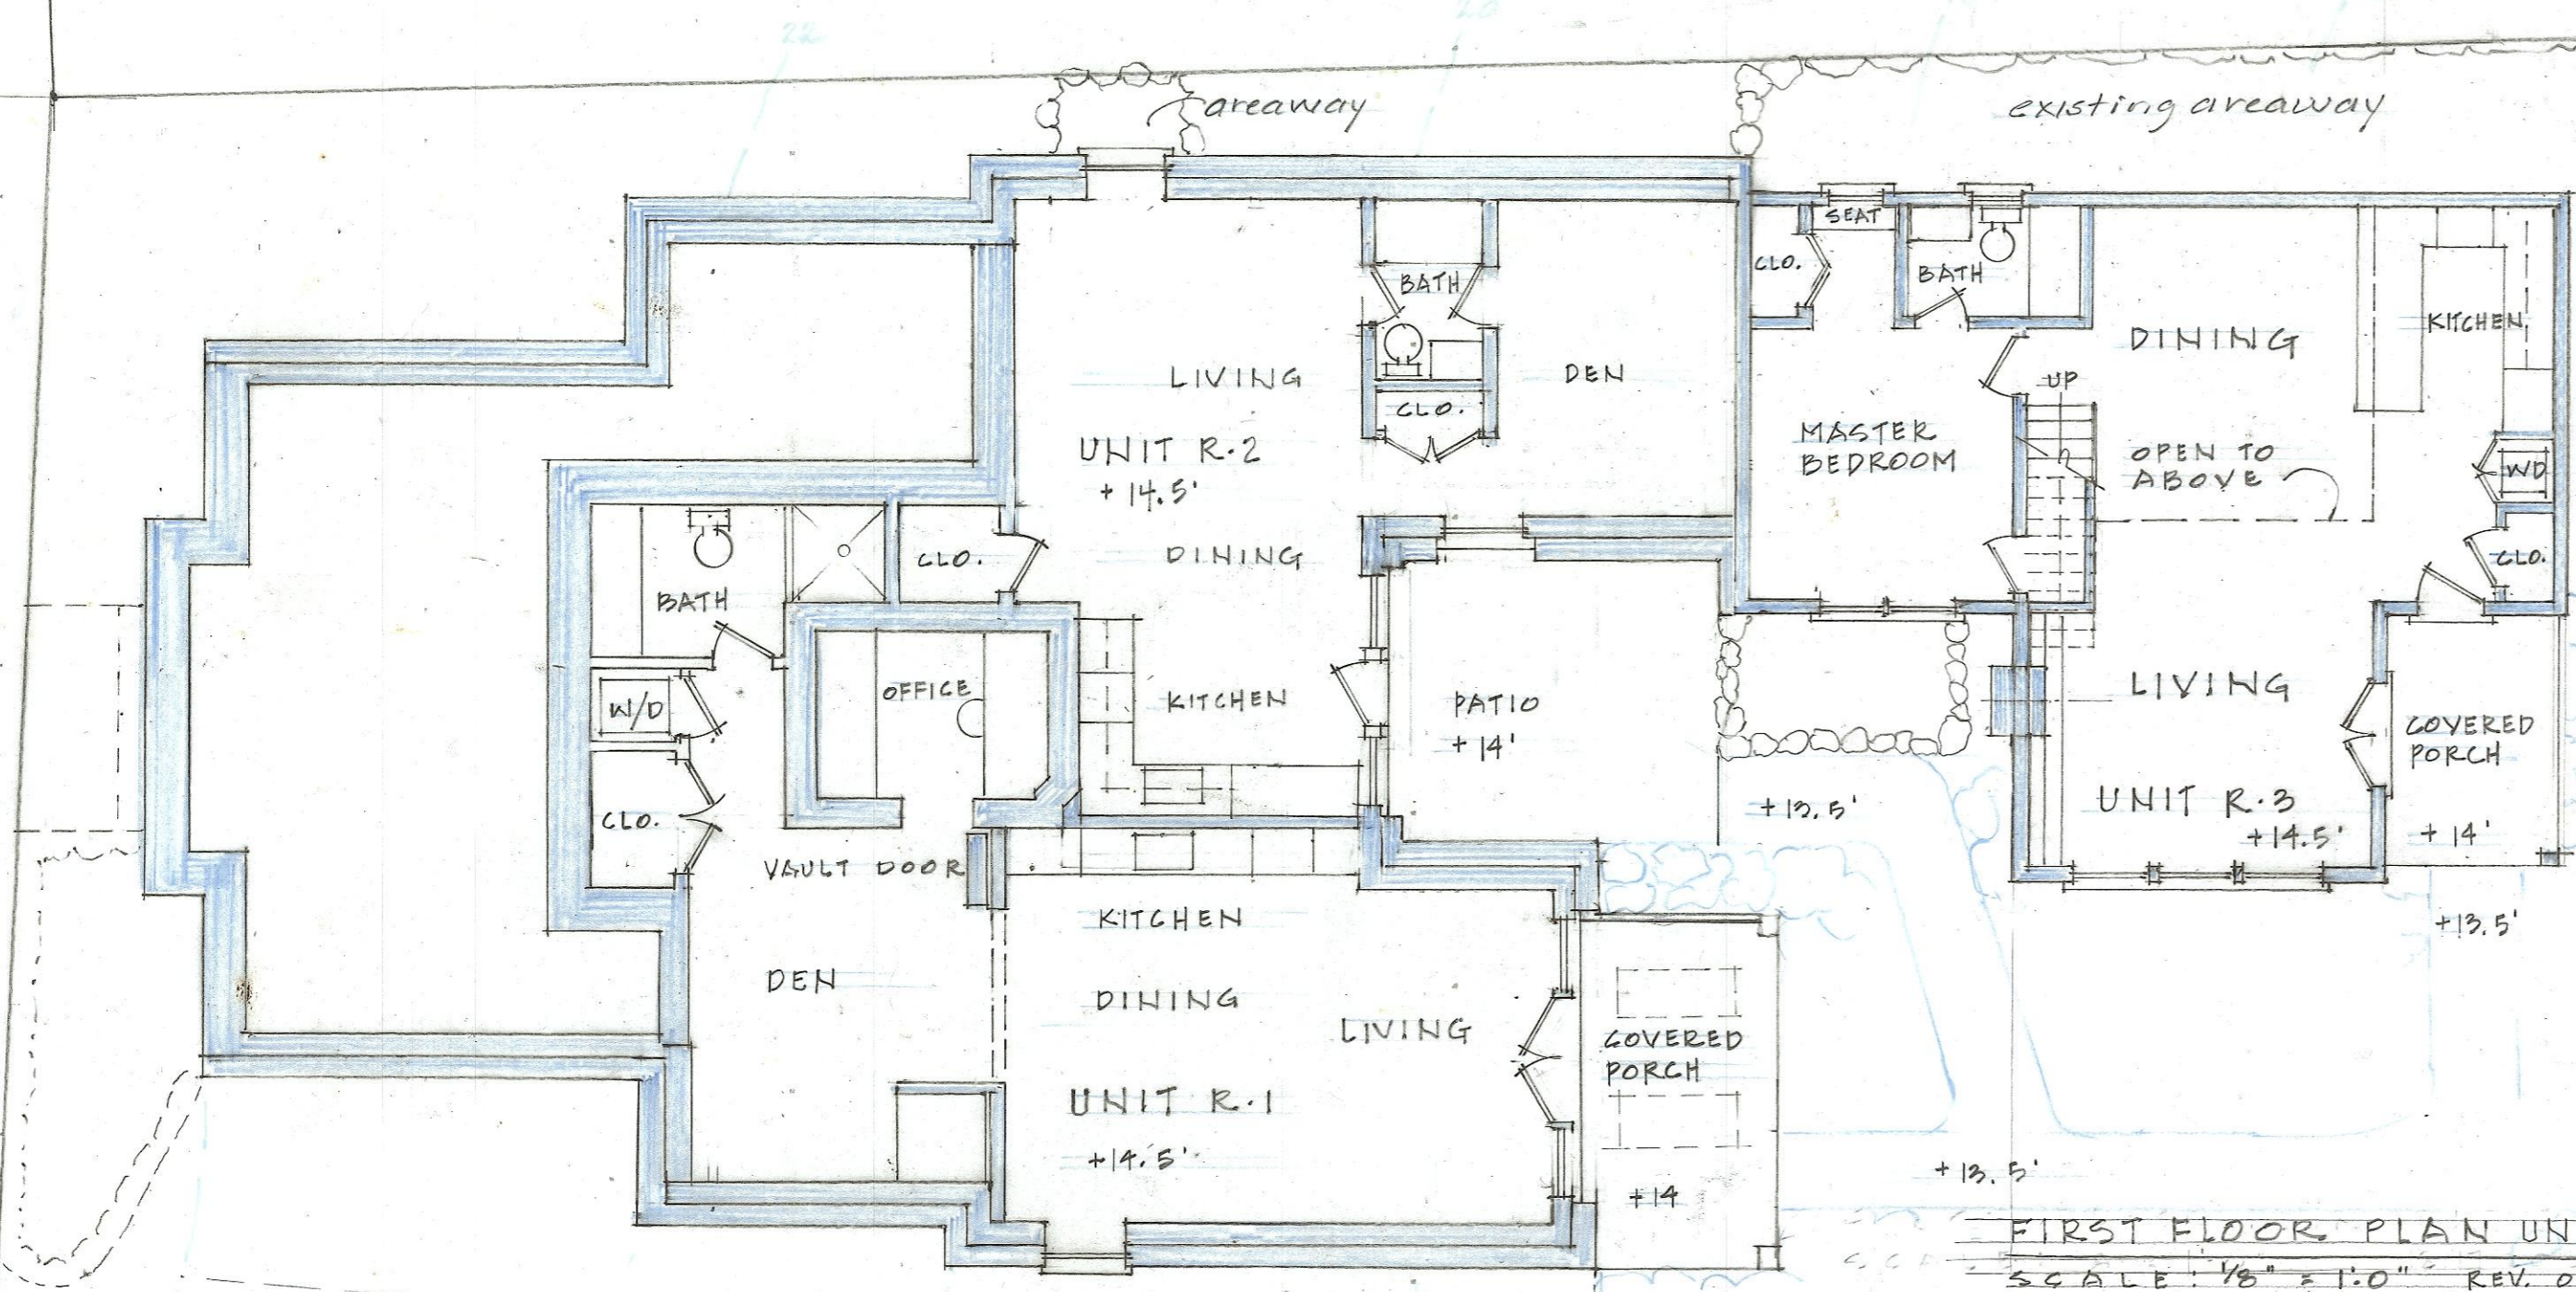 22
20
areaway
existing areaway
SEAT
CLO.
BATH
BATH
KITCHEN
DINING
LIVING
DEN
UP
CLO.
MASTER
BEDROOM
UNIT R.2
+ 14.5'
OPEN TO
ABOVE
WD
CLO.
DINING
CLO.
BATH
OFFICE
W/D
KITCHEN
PATIO
+ 14'
LIVING
COVERED
PORCH
+ 14'
UNIT R.3
+14.5'
+13.5'
CLO.
VAULT DOOR
KITCHEN
+13.5'
DEN
DINING
LIVING
COVERED
PORCH
UNIT R.1
+14.5'
+14
+13.5'
FIRST FLOOR PLAN UN
SCALE: 1/8" = 1'.0" REV. 0